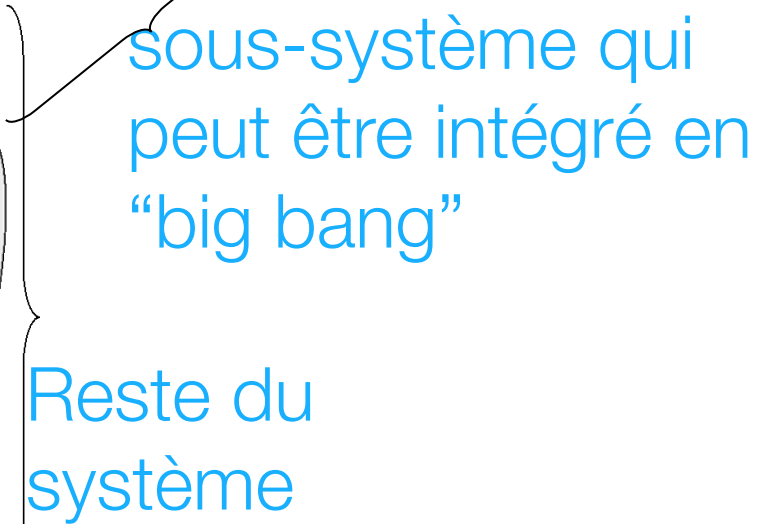 sous-système qui
peut être intégré en
“big bang”
Reste du
système